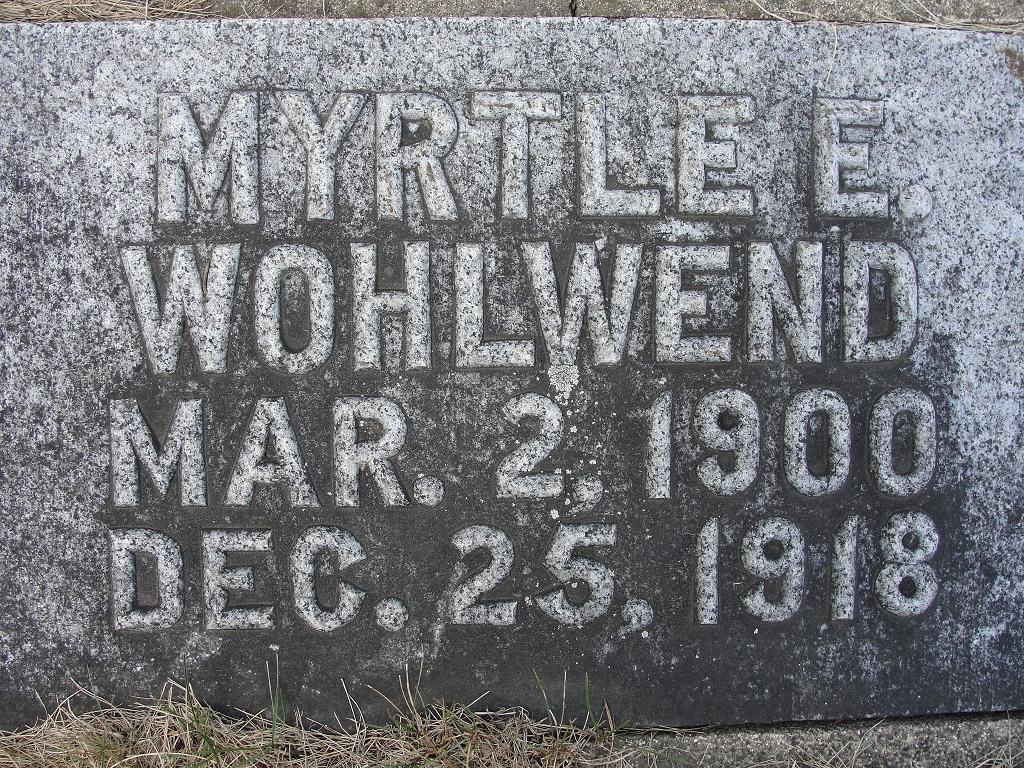 MYRTLE E.
WOHLWEND
MAR. 2, 1900
DEC. 25, 1918